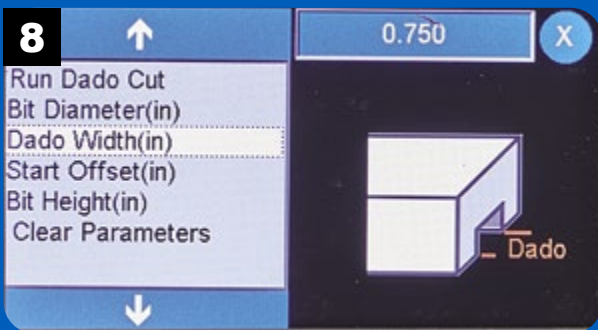 8
0.750
X
Run Dado Cut
Bit Diameter(in)
Dado Width(in)
Start Offset(in)
Bit Height(in)
Clear Parameters
Dado